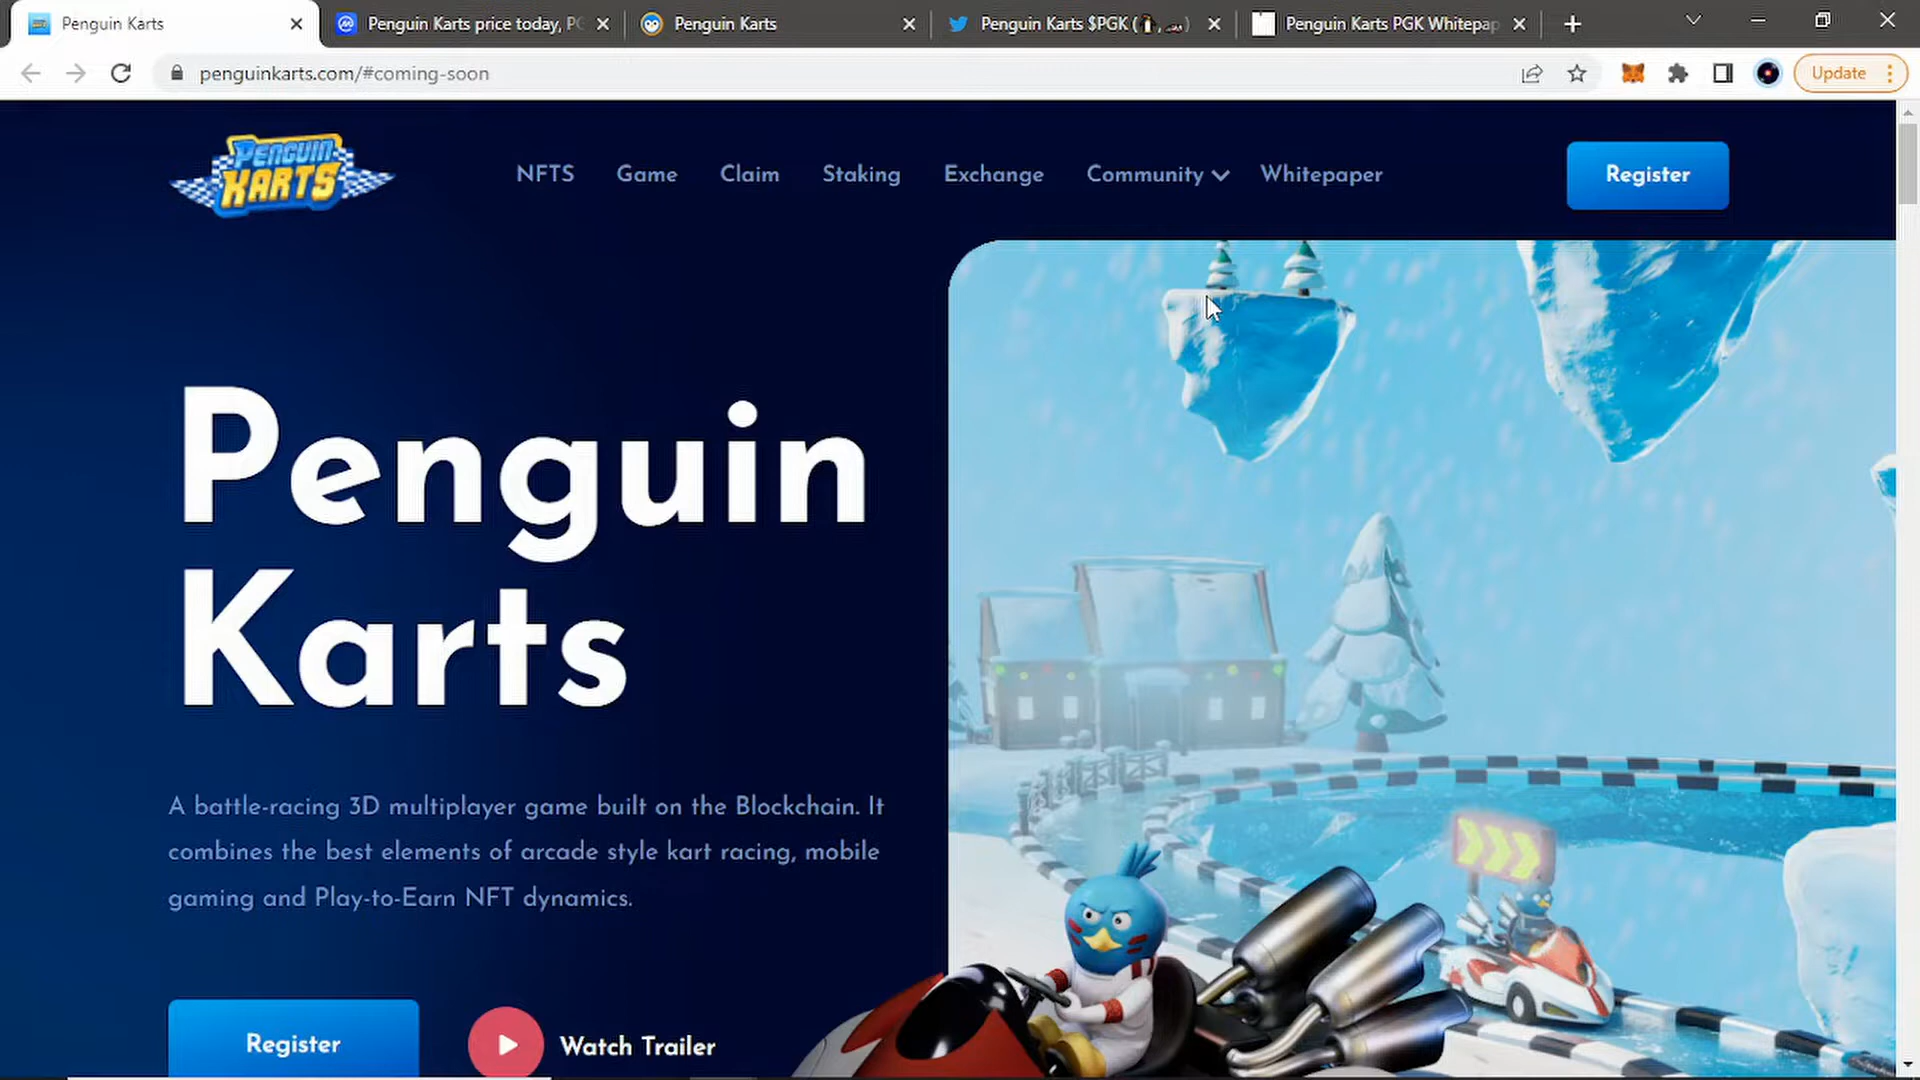 Penguin Karts
Penguin Karts price today, PG
Penguin Karts
Penguin Karts $PGK (🐧, 🏎️)
Penguin Karts PGK Whitepap
penguinkarts.com/#coming-soon
Update
PENGUIN
KARTS
NFTS
Game
Claim
Staking
Exchange
Community
Whitepaper
Register
Penguin
Karts
A battle-racing 3D multiplayer game built on the Blockchain. It
combines the best elements of arcade style kart racing, mobile
gaming and Play-to-Earn NFT dynamics.
Register
Watch Trailer